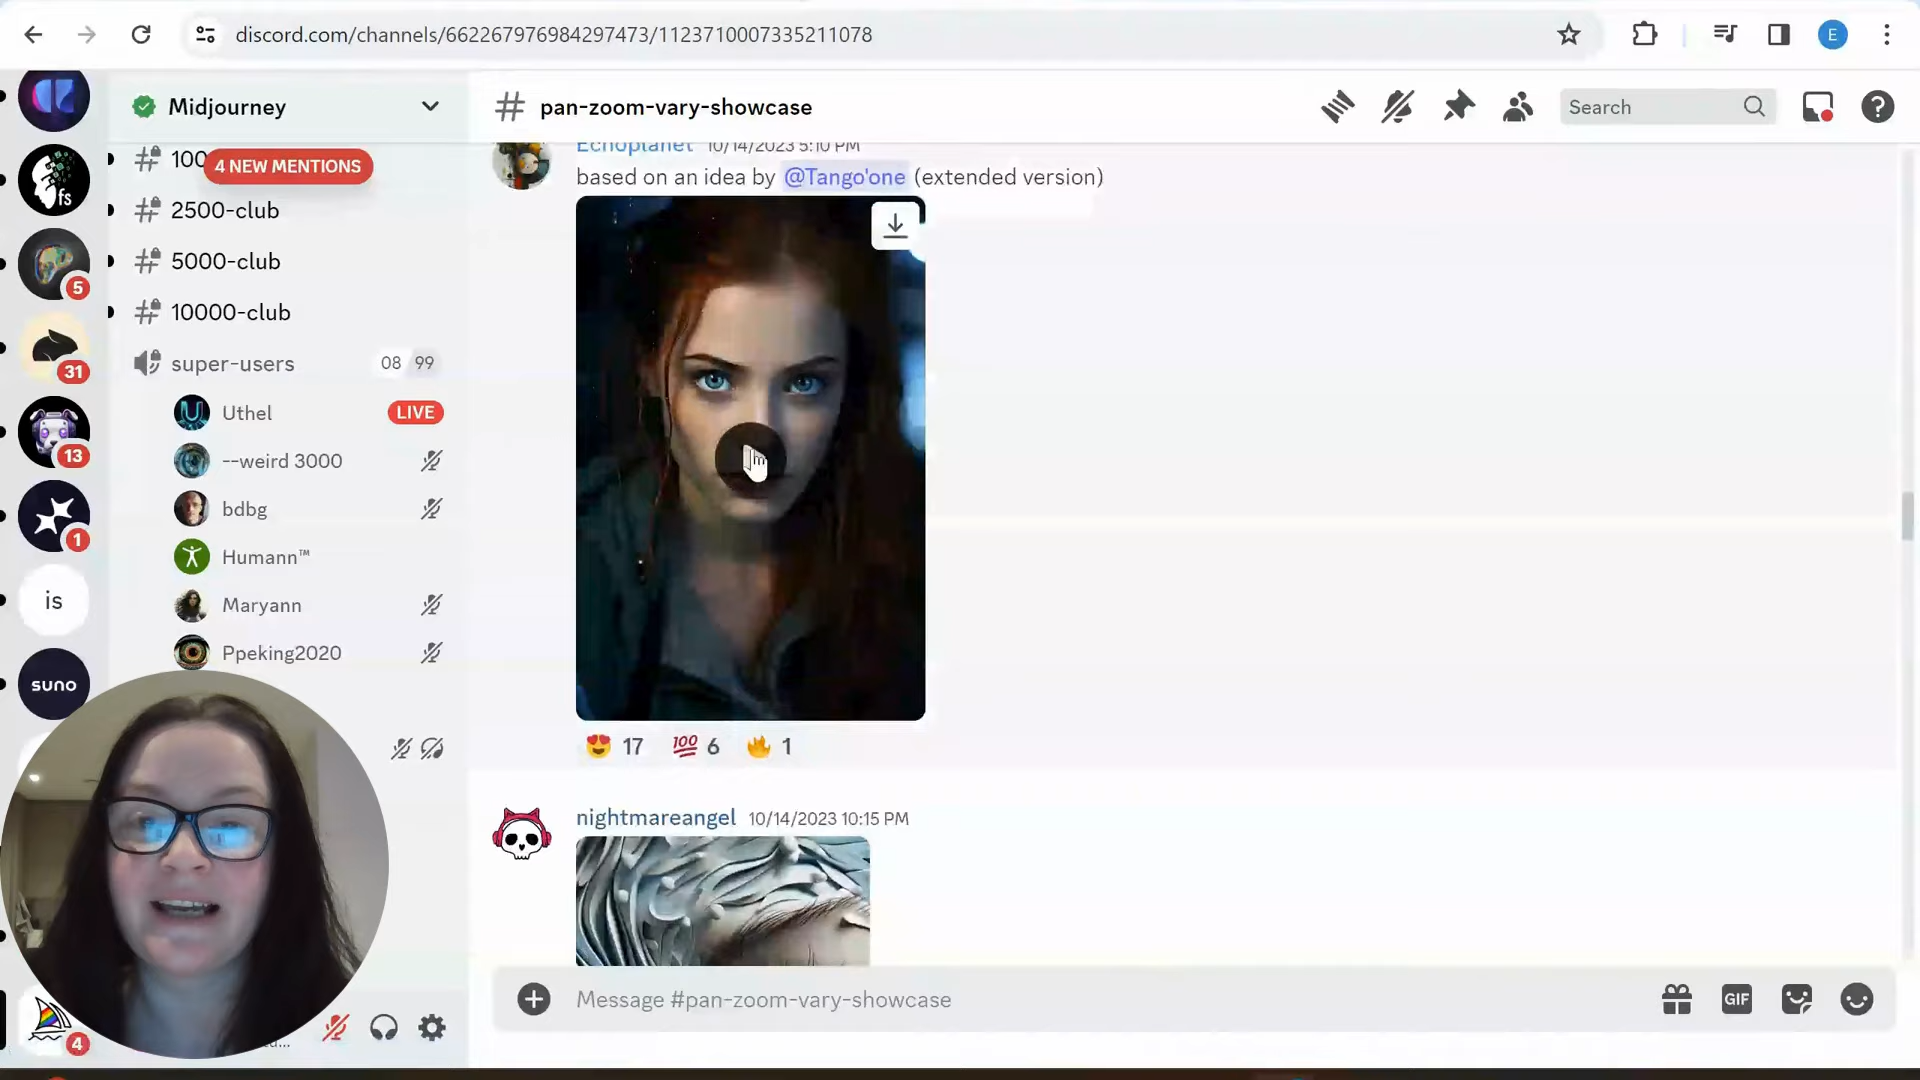 discord.com/channels/662267976984297473/1123710007335211078
E
Midjourney
# pan-zoom-vary-showcase
Search
100
4 NEW MENTIONS
2500-club
5000-club
10000-club
super-users 08 99
Uthel LIVE
--weird 3000
bdbg
Humann™
Maryann
Ppeking2020
fs
5
31
13
1
is
suno
4
Echoplanet 10/14/2023 5:10 PM
based on an idea by @Tango'one (extended version)
17 100 6 1
nightmareangel 10/14/2023 10:15 PM
Message #pan-zoom-vary-showcase
GIF